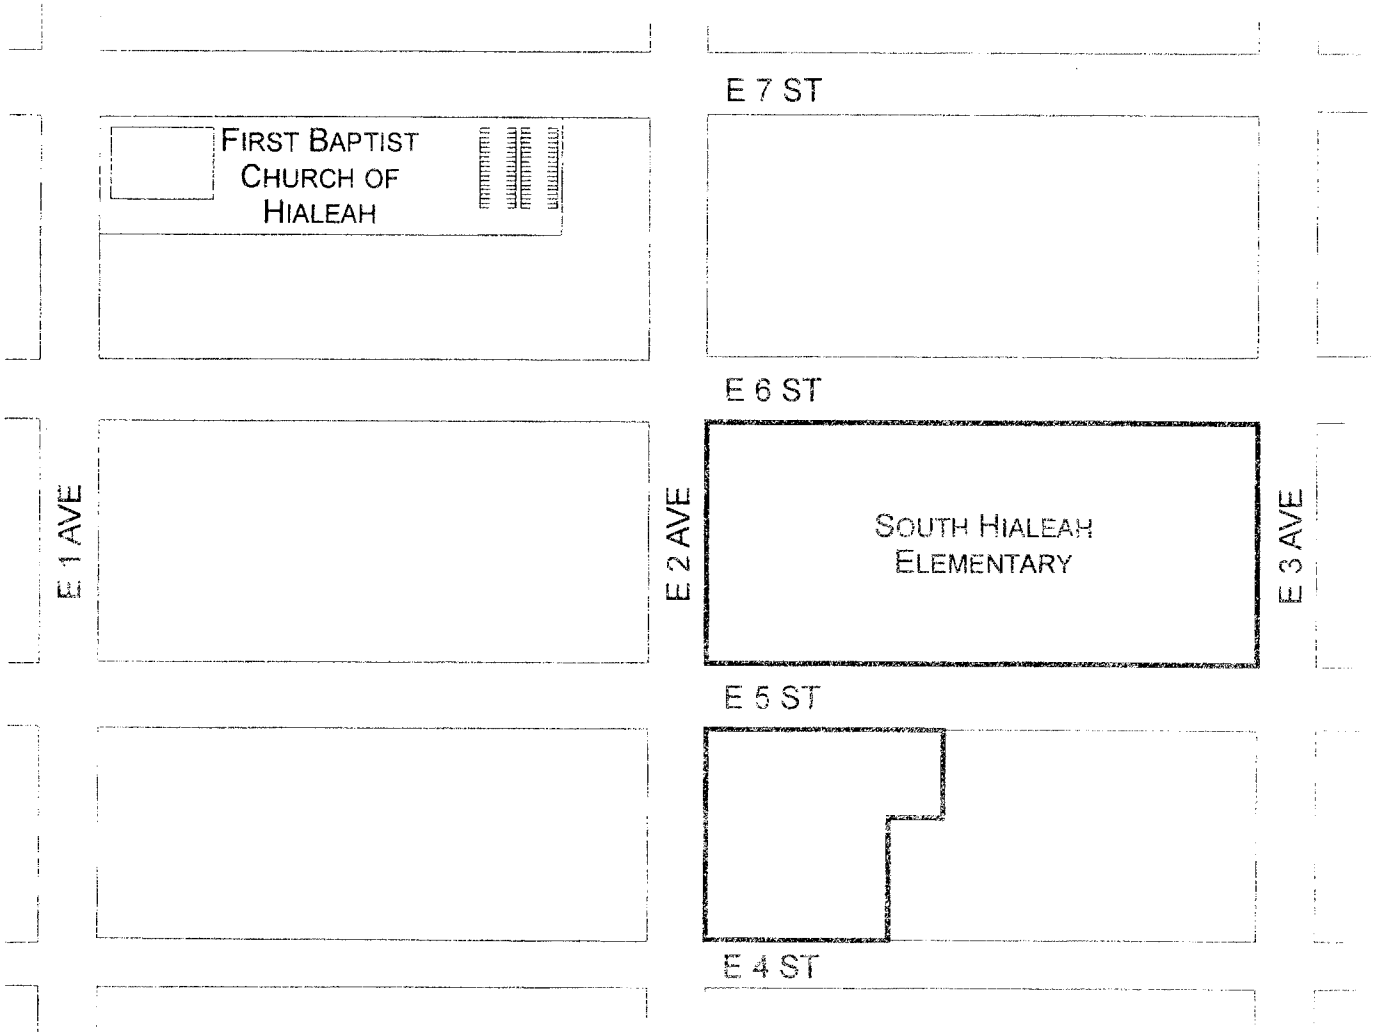 E 7 ST
FIRST BAPTIST
CHURCH OF
HIALEAH
E 6 ST
E 1 AVE
E 2 AVE
SOUTH HIALEAH
ELEMENTARY
E 3 AVE
E 5 ST
E 4 ST